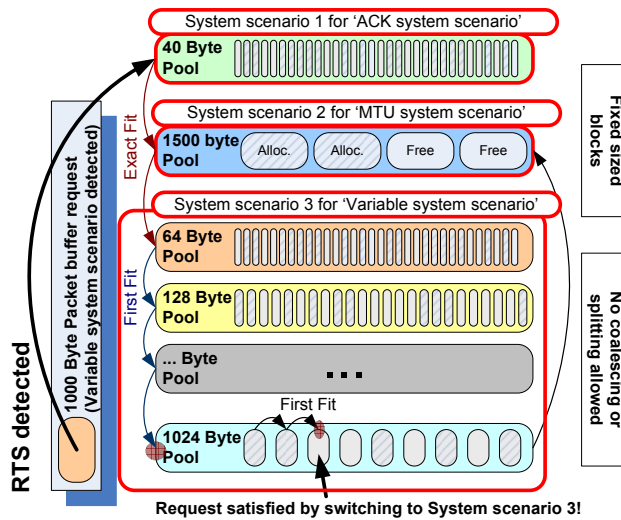 System scenario 1 for 'ACK system scenario'
40 Byte
Pool
System scenario 2 for 'MTU system scenario'
1500 byte
Pool
Alloc.
Alloc.
Free
Free
System scenario 3 for 'Variable system scenario'
64 Byte
Pool
128 Byte
Pool
... Byte
Pool
...
First Fit
1024 Byte
Pool
Request satisfied by switching to System scenario 3!
Exact Fit
First Fit
RTS detected
1000 Byte Packet buffer request
(Variable system scenario detected)
Fixed sized
blocks
No coalescing or
splitting allowed